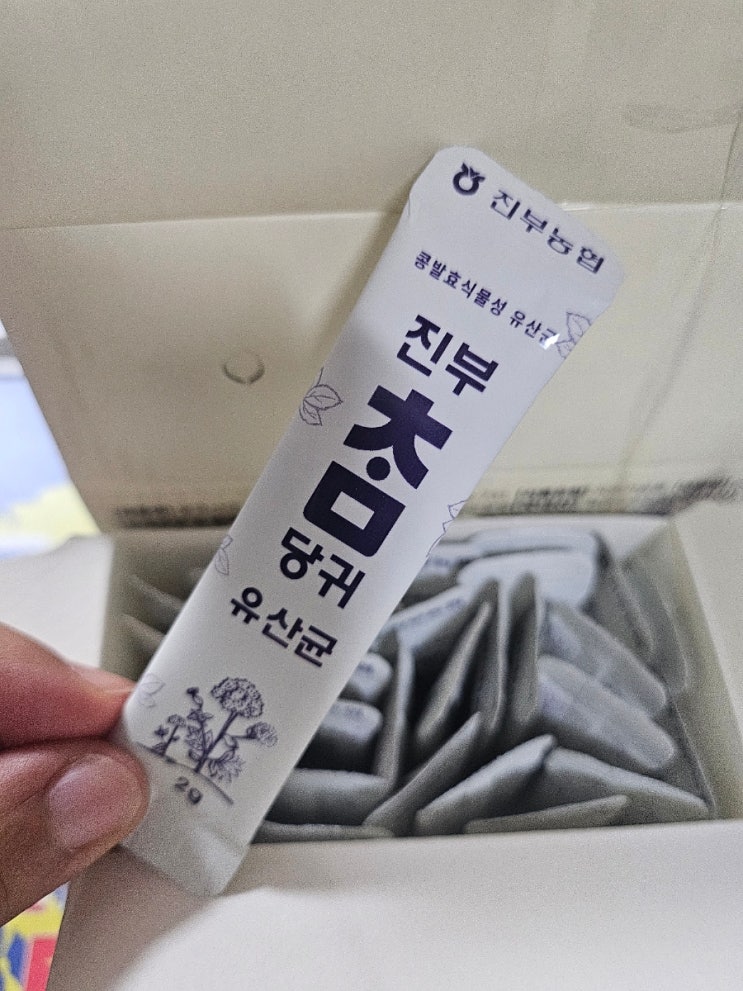 진부농협
콩발효식물성 유산균
진부
참
당귀
유산균
2g